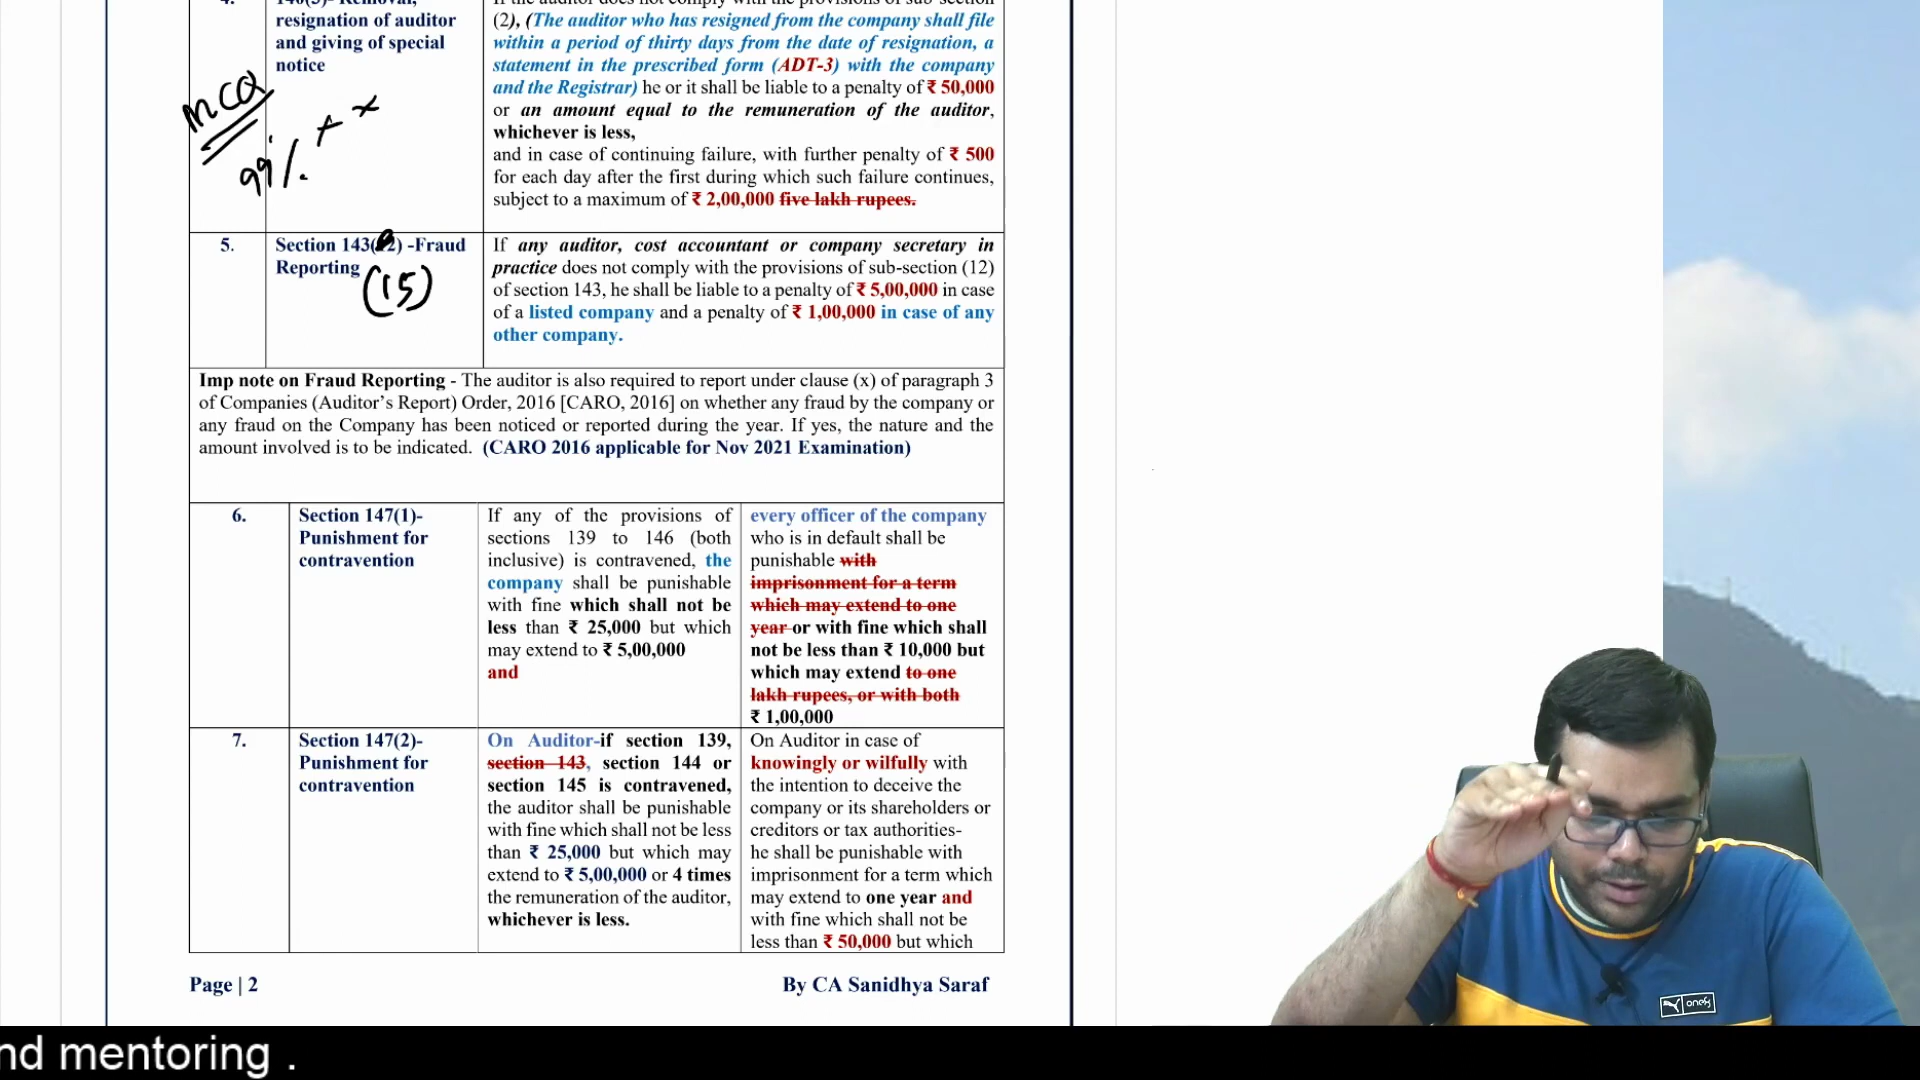 4.
140(3)- Removal,
resignation of auditor
and giving of special
notice
If the auditor does not comply with the provisions of sub-section
(2), (The auditor who has resigned from the company shall file
within a period of thirty days from the date of resignation, a
statement in the prescribed form (ADT-3) with the company
and the Registrar) he or it shall be liable to a penalty of ₹ 50,000
or an amount equal to the remuneration of the auditor,
whichever is less,
and in case of continuing failure, with further penalty of ₹ 500
for each day after the first during which such failure continues,
subject to a maximum of ₹ 2,00,000 five lakh rupees.
MCQ
99%
++
5.
Section 143(12) -Fraud
Reporting
(15)
If any auditor, cost accountant or company secretary in
practice does not comply with the provisions of sub-section (12)
of section 143, he shall be liable to a penalty of ₹ 5,00,000 in case
of a listed company and a penalty of ₹ 1,00,000 in case of any
other company.
Imp note on Fraud Reporting - The auditor is also required to report under clause (x) of paragraph 3
of Companies (Auditor’s Report) Order, 2016 [CARO, 2016] on whether any fraud by the company or
any fraud on the Company has been noticed or reported during the year. If yes, the nature and the
amount involved is to be indicated. (CARO 2016 applicable for Nov 2021 Examination)
6.
Section 147(1)-
Punishment for
contravention
If any of the provisions of
sections 139 to 146 (both
inclusive) is contravened, the
company shall be punishable
with fine which shall not be
less than ₹ 25,000 but which
may extend to ₹ 5,00,000
and
every officer of the company
who is in default shall be
punishable with
imprisonment for a term
which may extend to one
year or with fine which shall
not be less than ₹ 10,000 but
which may extend to one
lakh rupees, or with both
₹ 1,00,000
7.
Section 147(2)-
Punishment for
contravention
On Auditor-if section 139,
section 143, section 144 or
section 145 is contravened,
the auditor shall be punishable
with fine which shall not be less
than ₹ 25,000 but which may
extend to ₹ 5,00,000 or 4 times
the remuneration of the auditor,
whichever is less.
On Auditor in case of
knowingly or wilfully with
the intention to deceive the
company or its shareholders or
creditors or tax authorities-
he shall be punishable with
imprisonment for a term which
may extend to one year and
with fine which shall not be
less than ₹ 50,000 but which
Page | 2
By CA Sanidhya Saraf
one8
nd mentoring .